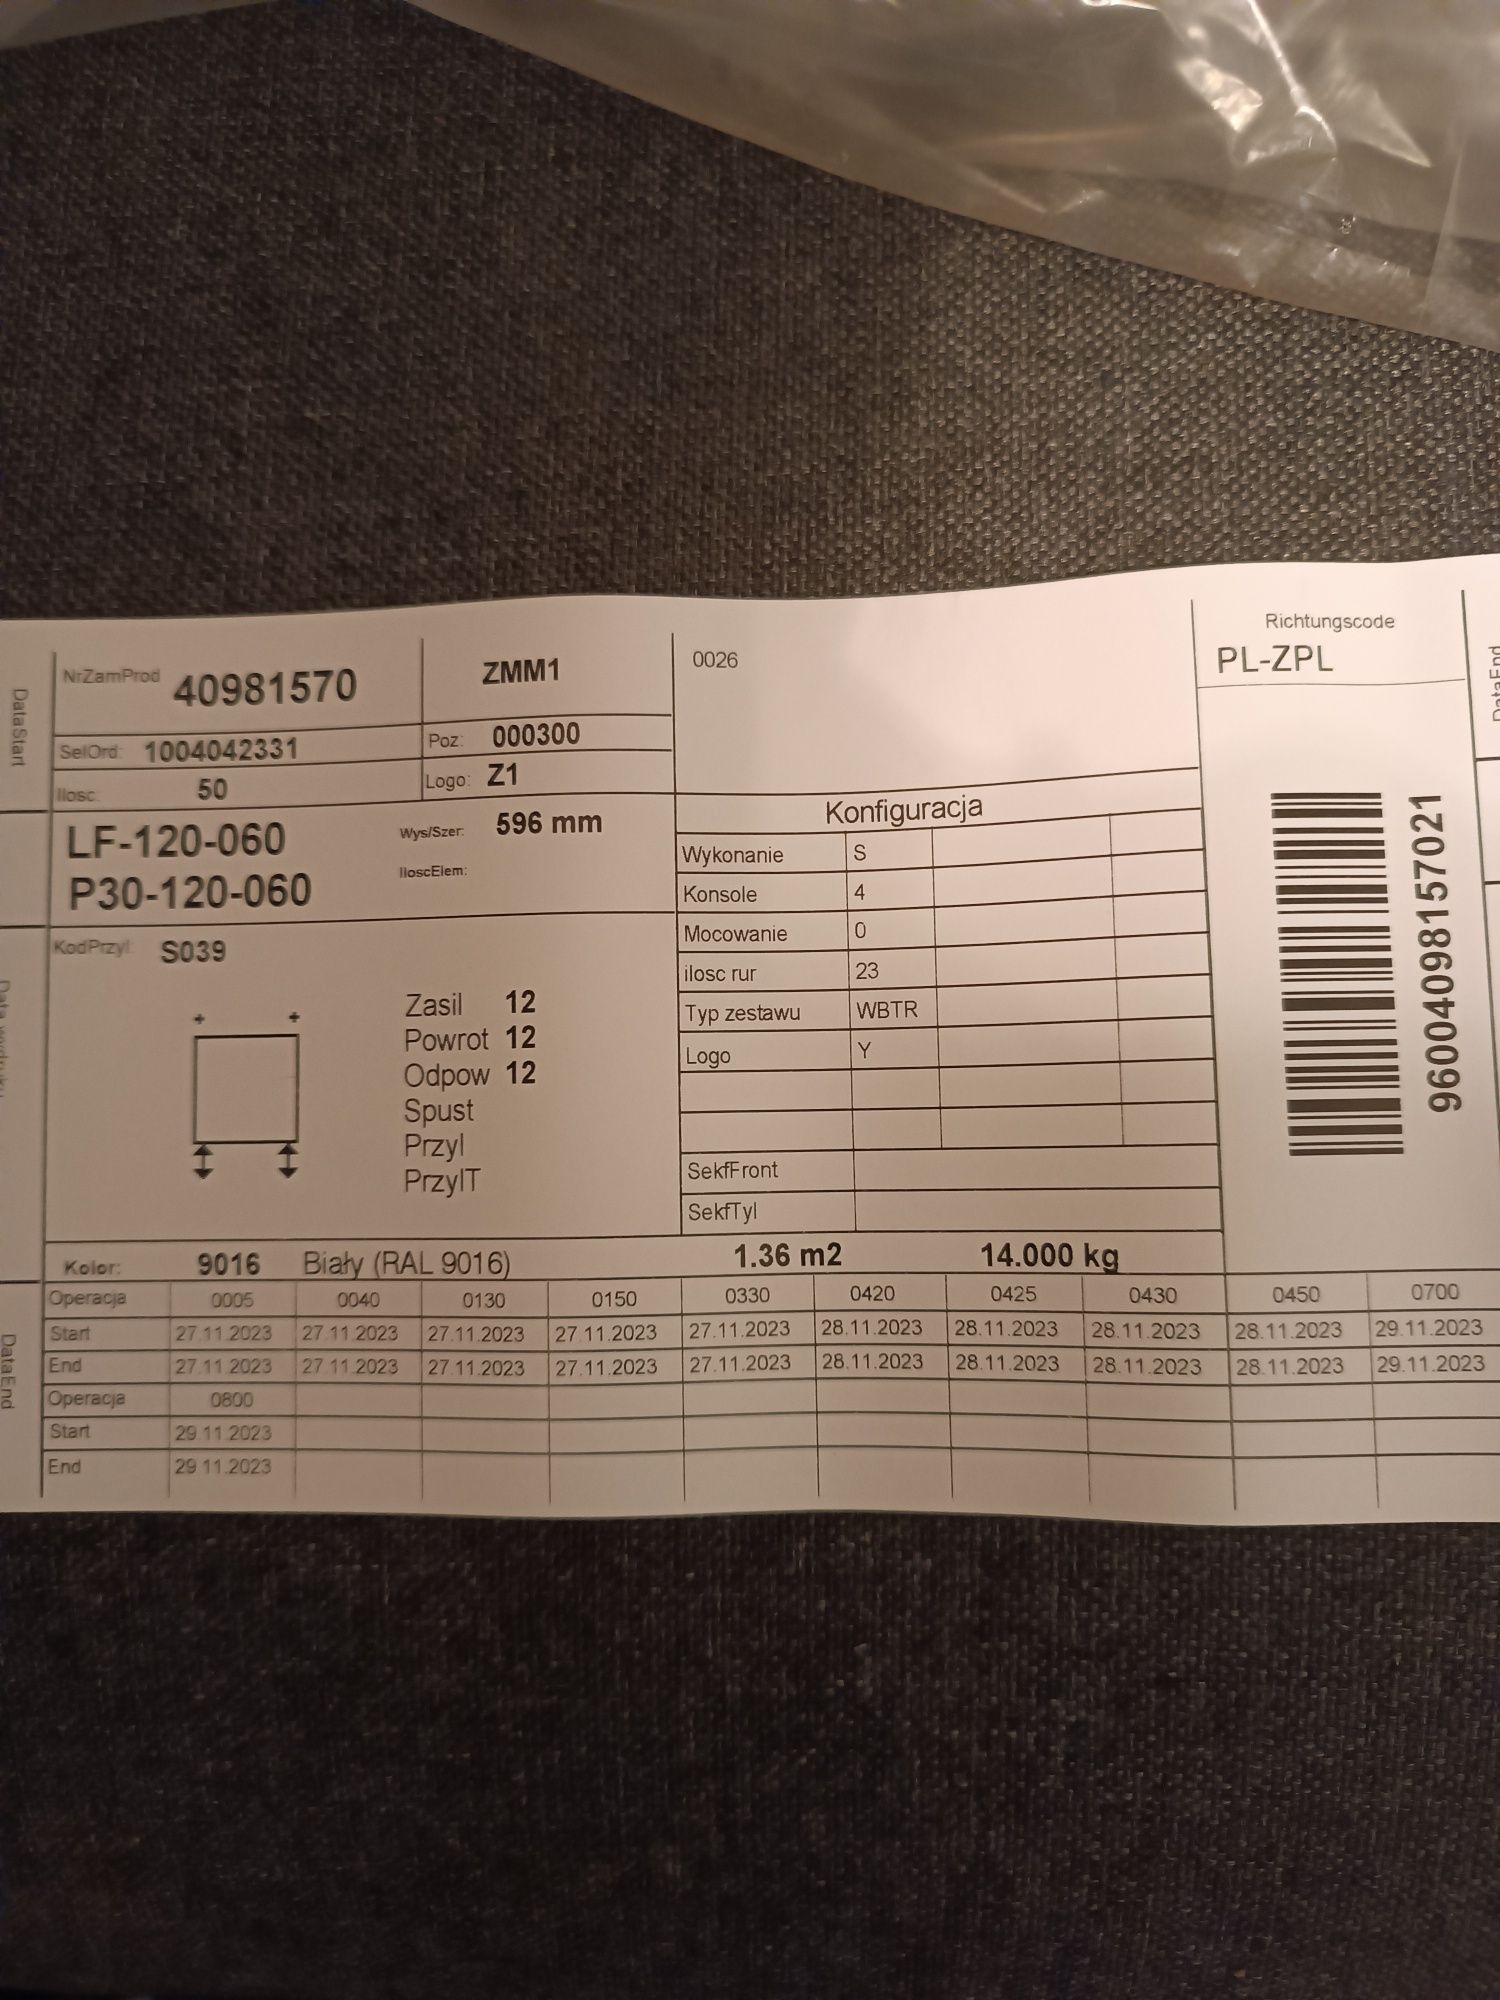 DataStart
NrZamProd 40981570 ZMM1
SelOrd: 1004042331 Poz: 000300
Ilosc: 50 Logo: Z1
LF-120-060 Wys/Szer: 596 mm
P30-120-060 IloscElem:
KodPrzyl: S039
Zasil 12
Powrot 12
Odpow 12
Spust
Przyl
PrzylT
0026
Konfiguracja
Wykonanie S
Konsole 4
Mocowanie 0
ilosc rur 23
Typ zestawu WBTR
Logo Y
SekfFront
SekfTyl
Richtungscode
PL-ZPL
96004098157021
DataEnd
Kolor: 9016 Biały (RAL 9016) 1.36 m2 14.000 kg
Operacja 0005 0040 0130 0150 0330 0420 0425 0430 0450 0700
Start 27.11.2023 27.11.2023 27.11.2023 27.11.2023 27.11.2023 28.11.2023 28.11.2023 28.11.2023 28.11.2023 29.11.2023
End 27.11.2023 27.11.2023 27.11.2023 27.11.2023 27.11.2023 28.11.2023 28.11.2023 28.11.2023 28.11.2023 29.11.2023
Operacja 0800
Start 29.11.2023
End 29.11.2023
DataEnd